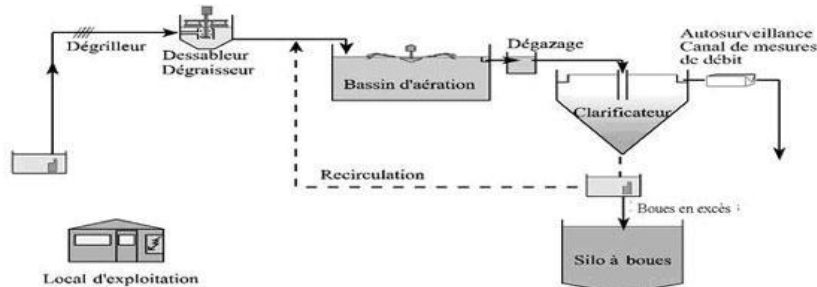 Dégrilleur
Dessableur
Dégraisseur
Bassin d'aération
Dégazage
Autosurveillance
Canal de mesures
de débit
Clarificateur
Recirculation
Boues en excès :
Silo à boues
Local d'exploitation